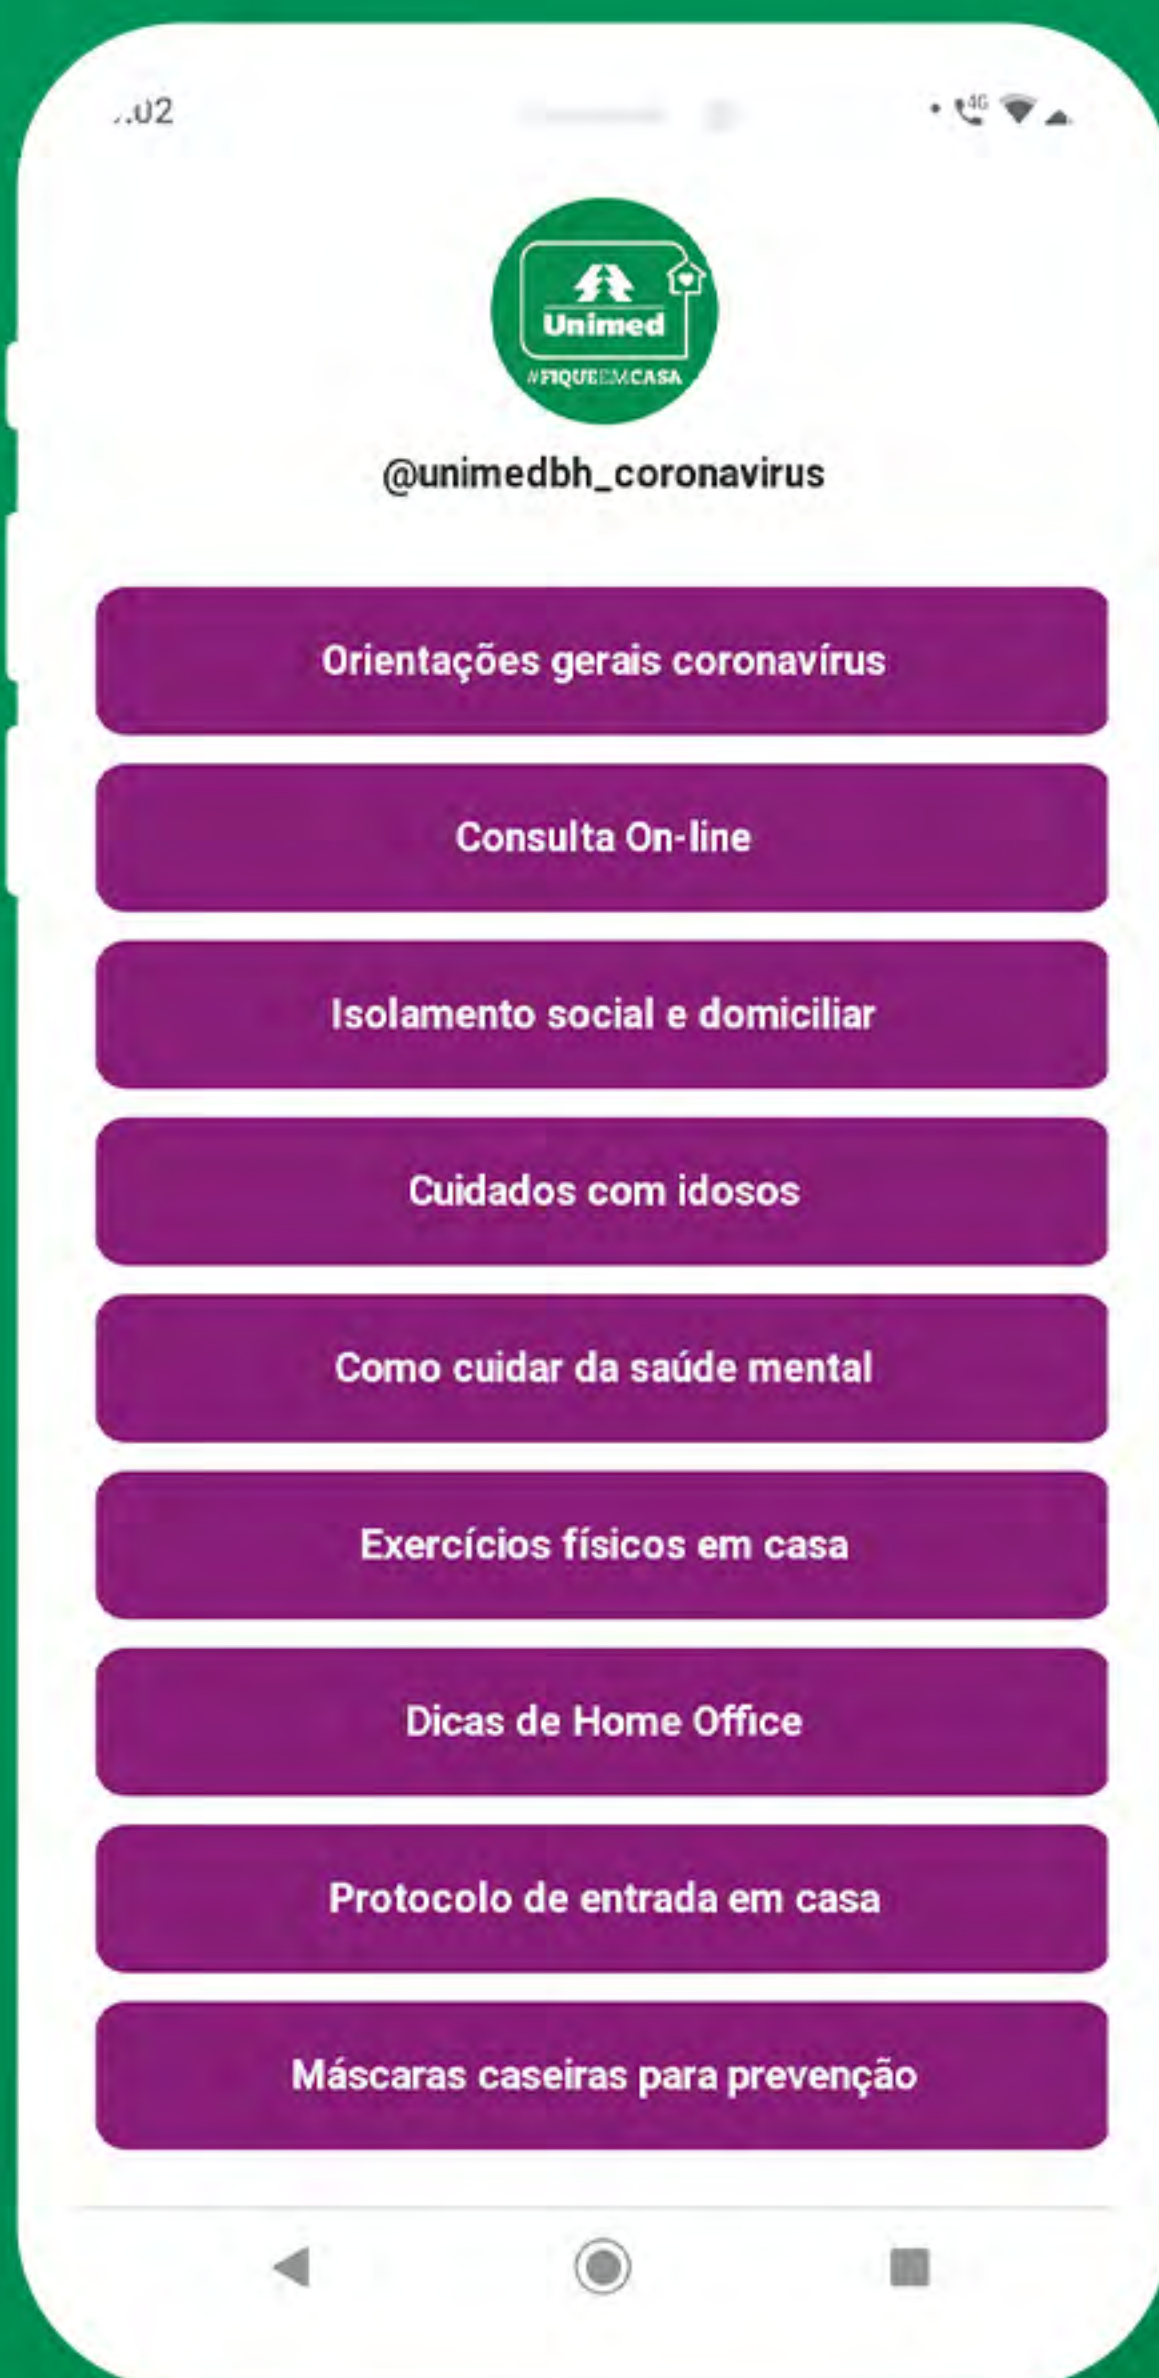 4G
Unimed
#FIQUEEMCASA
@unimedbh_coronavirus
Orientações gerais coronavírus
Consulta On-line
Isolamento social e domiciliar
Cuidados com idosos
Como cuidar da saúde mental
Exercícios físicos em casa
Dicas de Home Office
Protocolo de entrada em casa
Máscaras caseiras para prevenção